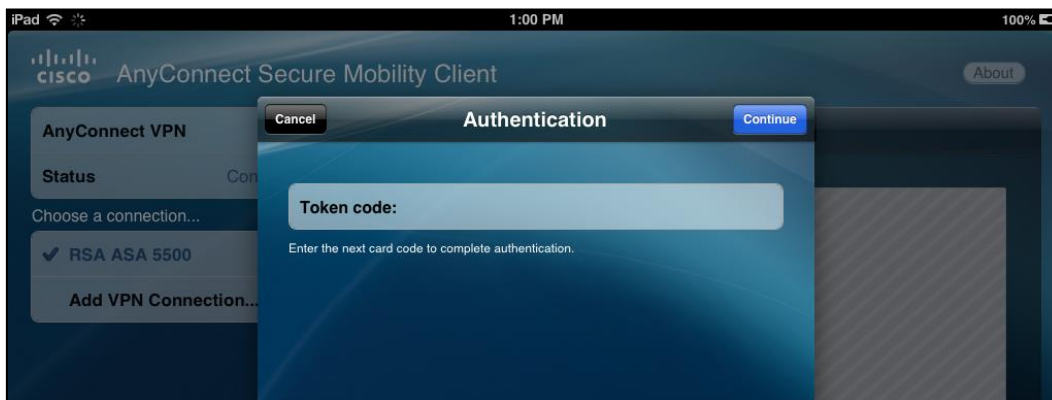 iPad 1:00 PM 100%
CISCO AnyConnect Secure Mobility Client About
Cancel Authentication Continue
AnyConnect VPN
Status Con
Token code:
Choose a connection...
Enter the next card code to complete authentication.
RSA ASA 5500
Add VPN Connection...